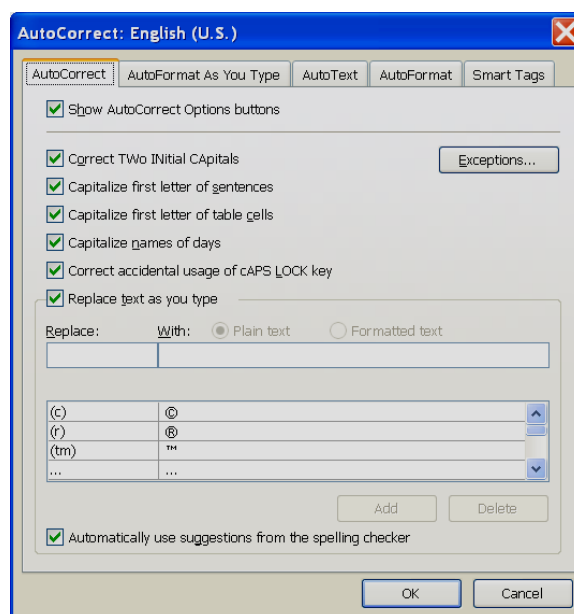 AutoCorrect: English (U.S.)
AutoCorrect AutoFormat As You Type AutoText AutoFormat Smart Tags
Show AutoCorrect Options buttons
Correct TWo INitial CApitals Exceptions...
Capitalize first letter of sentences
Capitalize first letter of table cells
Capitalize names of days
Correct accidental usage of cAPS LOCK key
Replace text as you type
Replace: With: Plain text Formatted text
(c) ©
(r) ®
(tm) ™
... ...
Add Delete
Automatically use suggestions from the spelling checker
OK Cancel